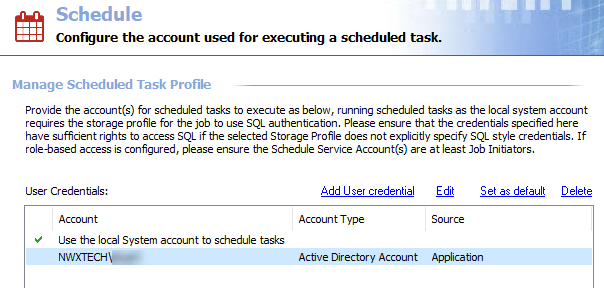 Schedule
Configure the account used for executing a scheduled task.
Manage Scheduled Task Profile
Provide the account(s) for scheduled tasks to execute as below, running scheduled tasks as the local system account
requires the storage profile for the job to use SQL authentication. Please ensure that the credentials specified here
have sufficient rights to access SQL if the selected Storage Profile does not explicitly specify SQL style credentials. If
role-based access is configured, please ensure the Schedule Service Account(s) are at least Job Initiators.
User Credentials: Add User credential Edit Set as default Delete
Account Account Type Source
Use the local System account to schedule tasks
NWXTECH\ Active Directory Account Application